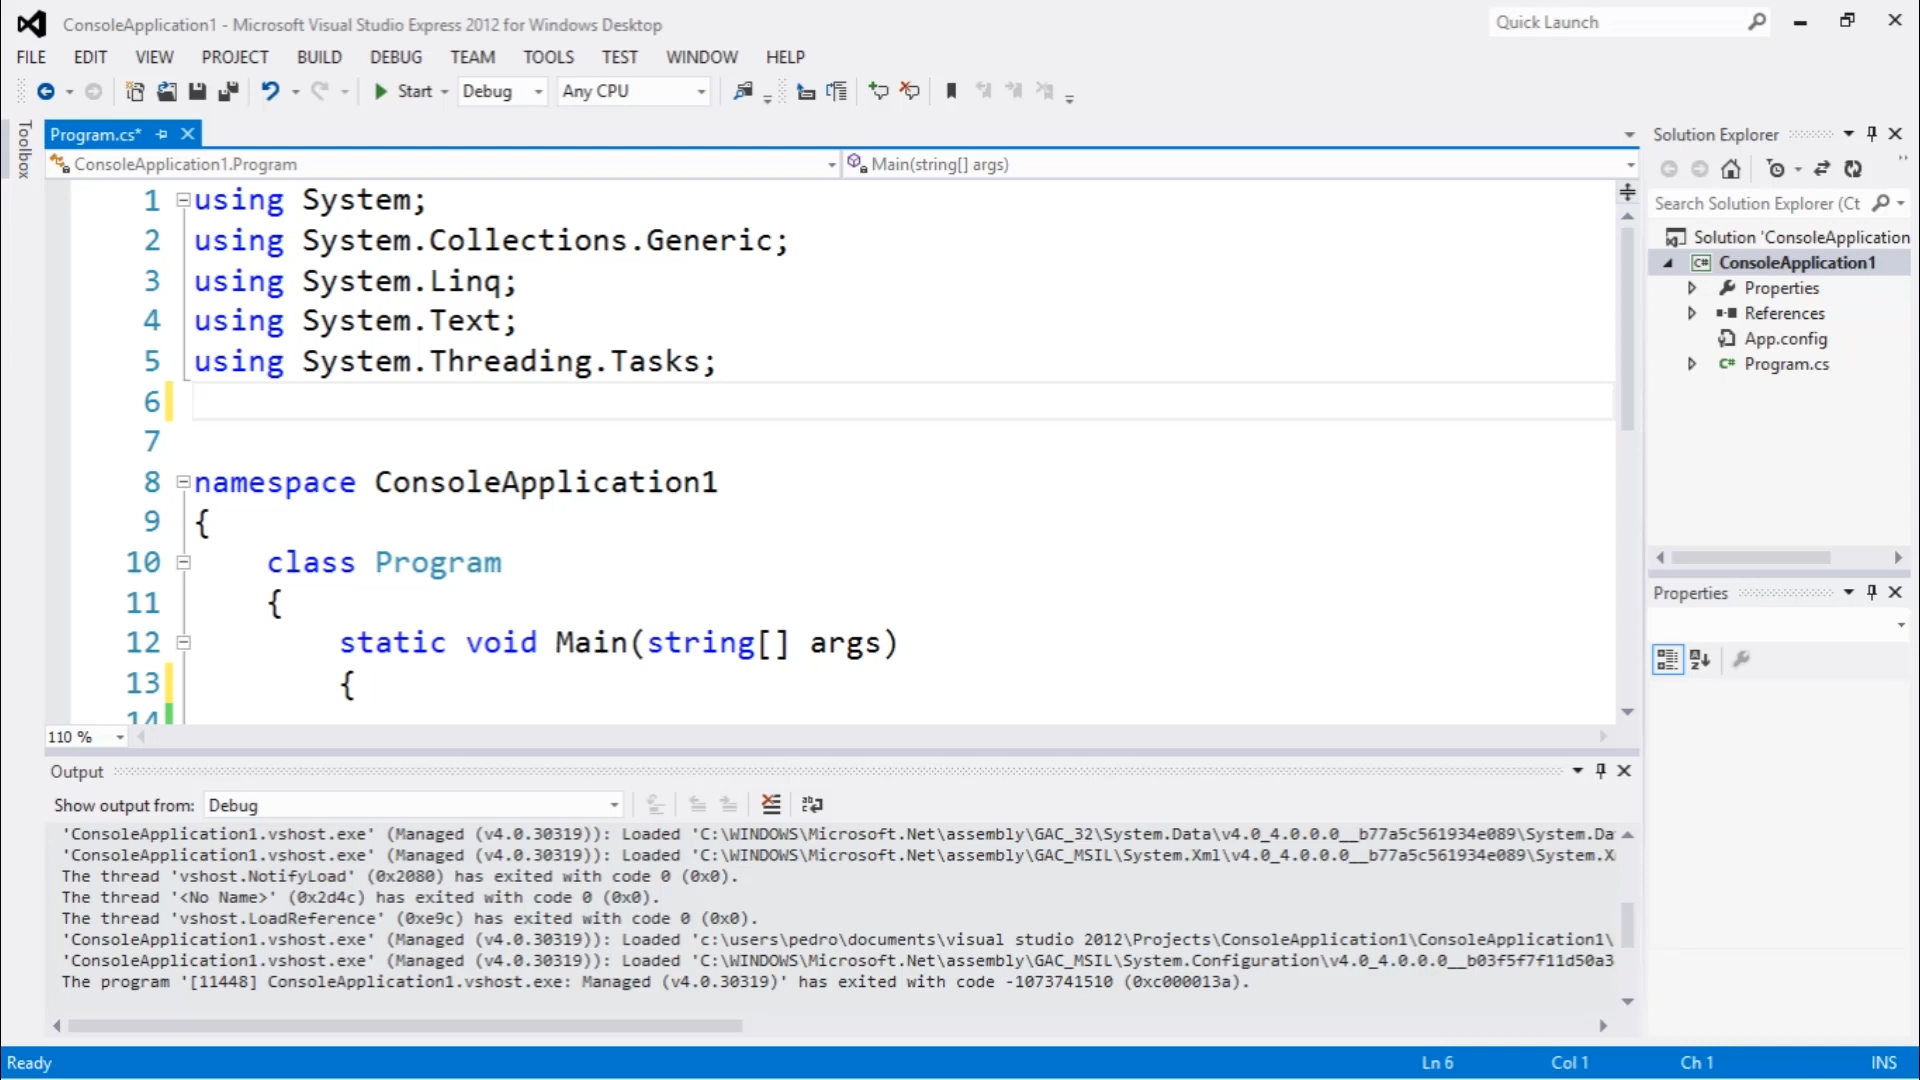 ConsoleApplication1 - Microsoft Visual Studio Express 2012 for Windows Desktop
Quick Launch
FILE EDIT VIEW PROJECT BUILD DEBUG TEAM TOOLS TEST WINDOW HELP
Start Debug Any CPU
Toolbox
Program.cs*
ConsoleApplication1.Program
Main(string[] args)
1 using System;
2 using System.Collections.Generic;
3 using System.Linq;
4 using System.Text;
5 using System.Threading.Tasks;
6
7
8 namespace ConsoleApplication1
9 {
10 class Program
11 {
12 static void Main(string[] args)
13 {
14
110 %
Solution Explorer
Search Solution Explorer (Ct
Solution 'ConsoleApplication
C# ConsoleApplication1
Properties
References
App.config
C# Program.cs
Properties
Output
Show output from: Debug
'ConsoleApplication1.vshost.exe' (Managed (v4.0.30319)): Loaded 'C:\WINDOWS\Microsoft.Net\assembly\GAC_32\System.Data\v4.0_4.0.0.0__b77a5c561934e089\System.Da
'ConsoleApplication1.vshost.exe' (Managed (v4.0.30319)): Loaded 'C:\WINDOWS\Microsoft.Net\assembly\GAC_MSIL\System.Xml\v4.0_4.0.0.0__b77a5c561934e089\System.X
The thread 'vshost.NotifyLoad' (0x2080) has exited with code 0 (0x0).
The thread '<No Name>' (0x2d4c) has exited with code 0 (0x0).
The thread 'vshost.LoadReference' (0xe9c) has exited with code 0 (0x0).
'ConsoleApplication1.vshost.exe' (Managed (v4.0.30319)): Loaded 'c:\users\pedro\documents\visual studio 2012\Projects\ConsoleApplication1\ConsoleApplication1\
'ConsoleApplication1.vshost.exe' (Managed (v4.0.30319)): Loaded 'C:\WINDOWS\Microsoft.Net\assembly\GAC_MSIL\System.Configuration\v4.0_4.0.0.0__b03f5f7f11d50a3
The program '[11448] ConsoleApplication1.vshost.exe: Managed (v4.0.30319)' has exited with code -1073741510 (0xc000013a).
Ready
Ln 6 Col 1 Ch 1 INS